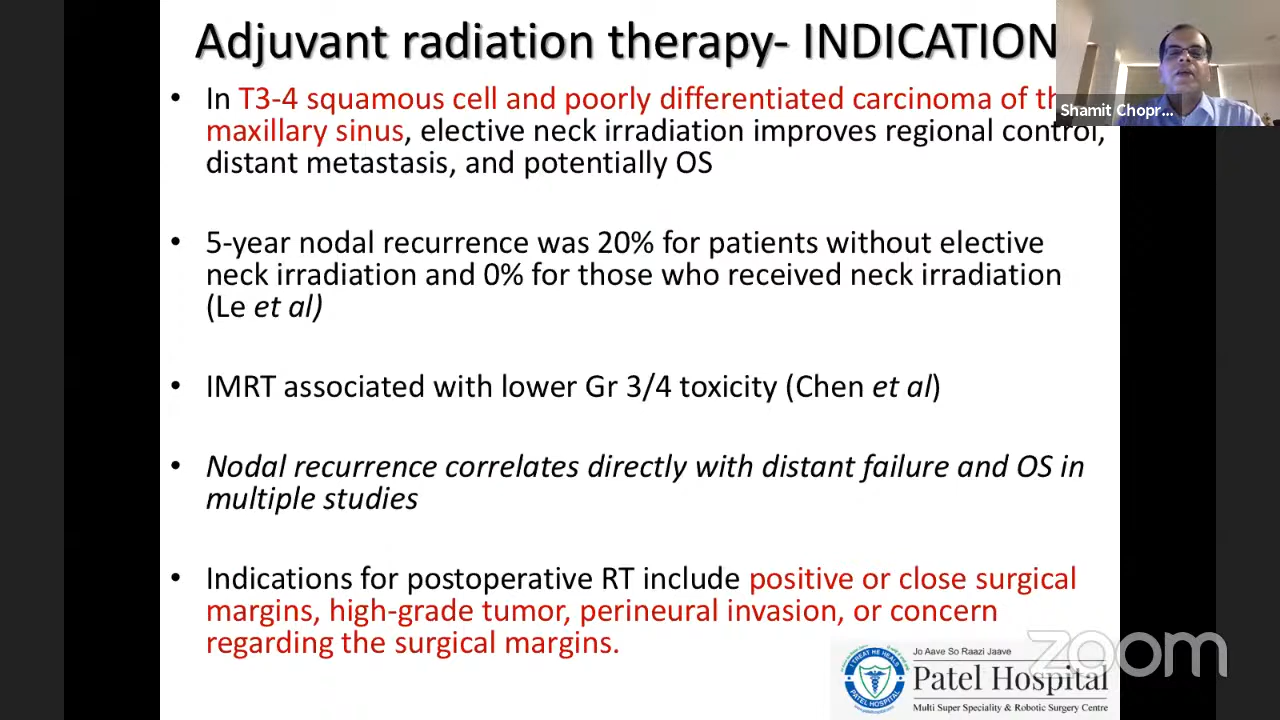 Adjuvant radiation therapy- INDICATION
Shamit Chopr...
• In T3-4 squamous cell and poorly differentiated carcinoma of th
maxillary sinus, elective neck irradiation improves regional control,
distant metastasis, and potentially OS
• 5-year nodal recurrence was 20% for patients without elective
neck irradiation and 0% for those who received neck irradiation
(Le et al)
• IMRT associated with lower Gr 3/4 toxicity (Chen et al)
• Nodal recurrence correlates directly with distant failure and OS in
multiple studies
• Indications for postoperative RT include positive or close surgical
margins, high-grade tumor, perineural invasion, or concern
regarding the surgical margins.
zoom
I TREAT HE HEALS
PATEL HOSPITAL
Jo Aave So Raazi Jaave
Patel Hospital
Multi Super Speciality & Robotic Surgery Centre